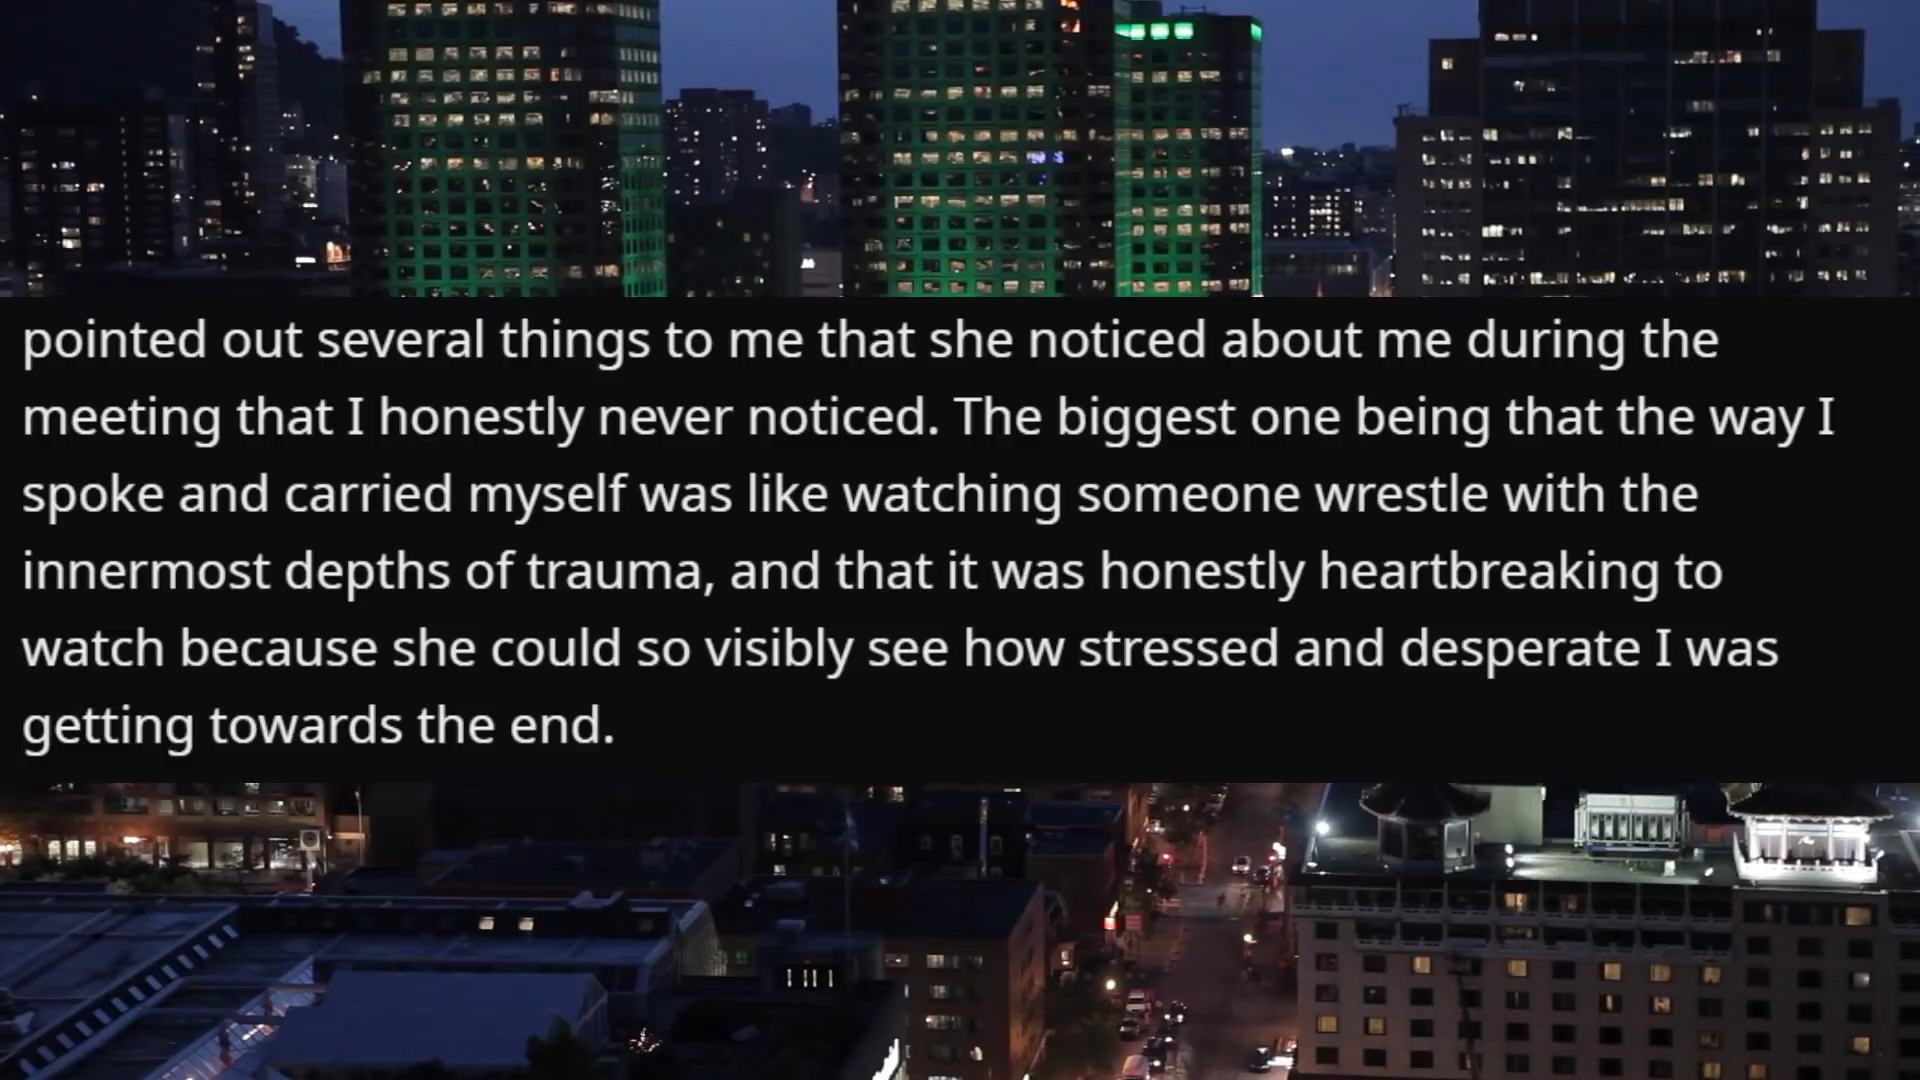 pointed out several things to me that she noticed about me during the
meeting that I honestly never noticed. The biggest one being that the way I
spoke and carried myself was like watching someone wrestle with the
innermost depths of trauma, and that it was honestly heartbreaking to
watch because she could so visibly see how stressed and desperate I was
getting towards the end.